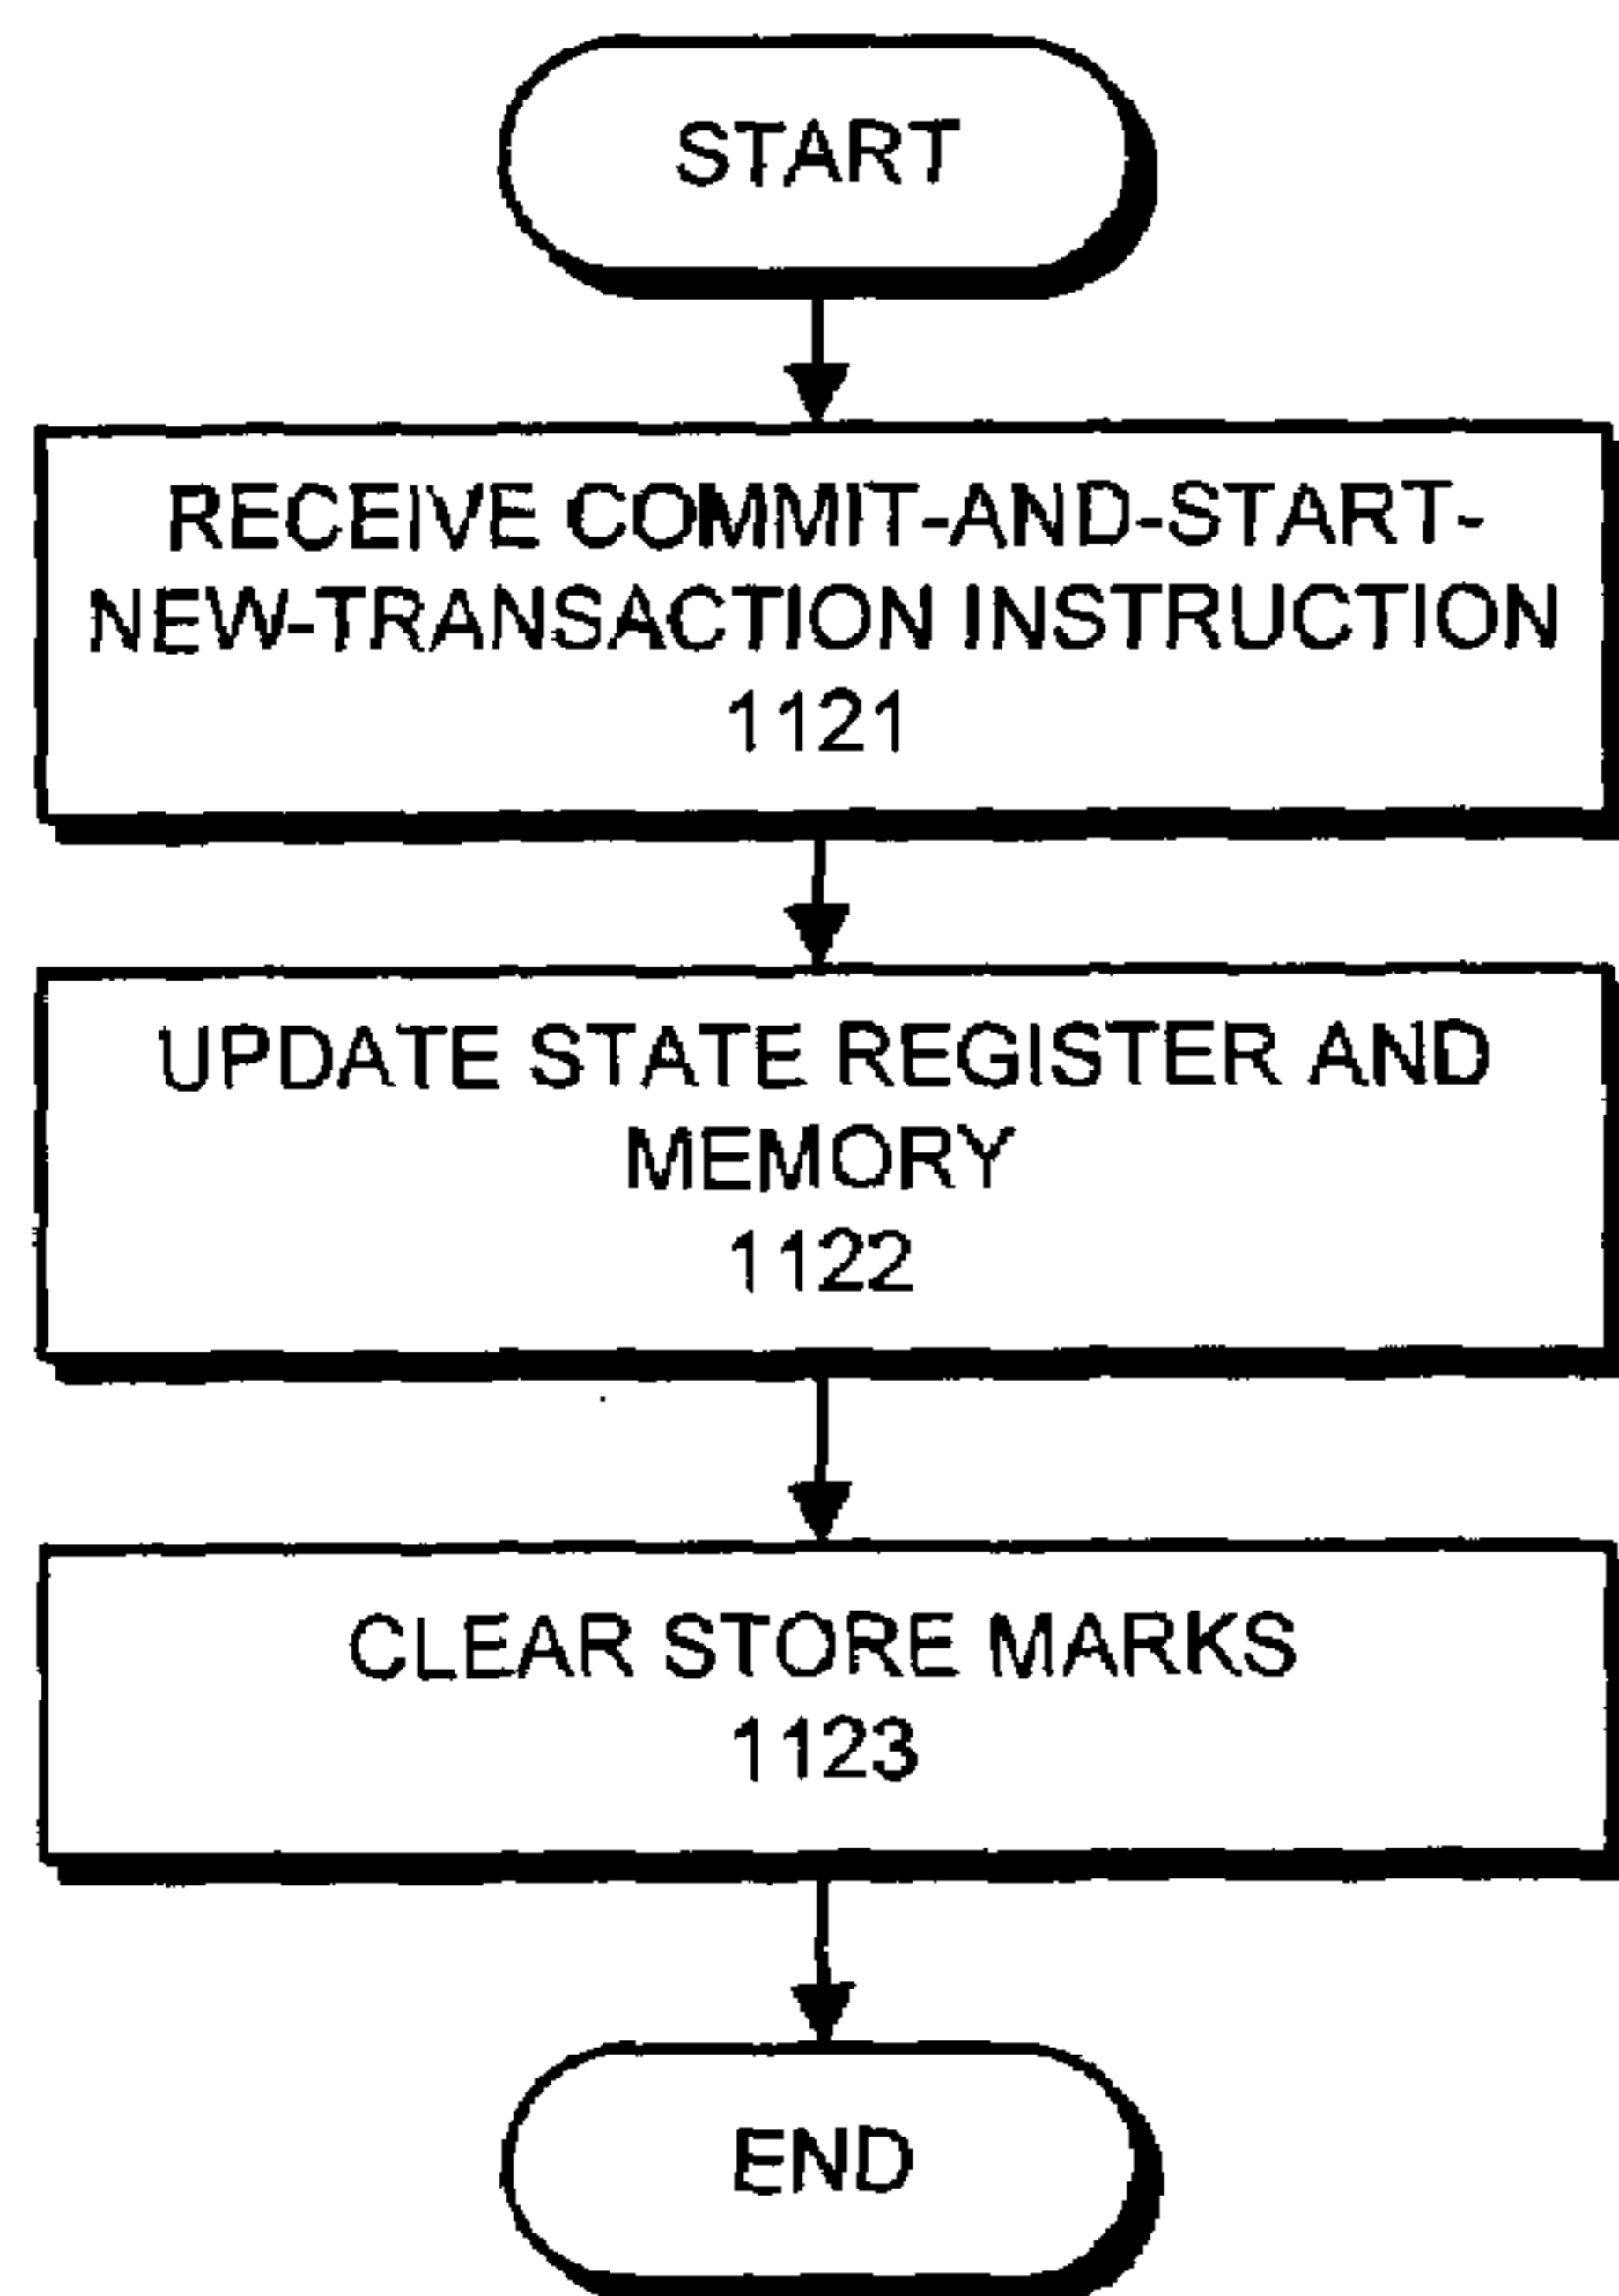 START
RECEIVE COMMIT-AND-START-
NEW-TRANSACTION INSTRUCTION
1121
UPDATE STATE REGISTER AND
MEMORY
1122
CLEAR STORE MARKS
1123
END